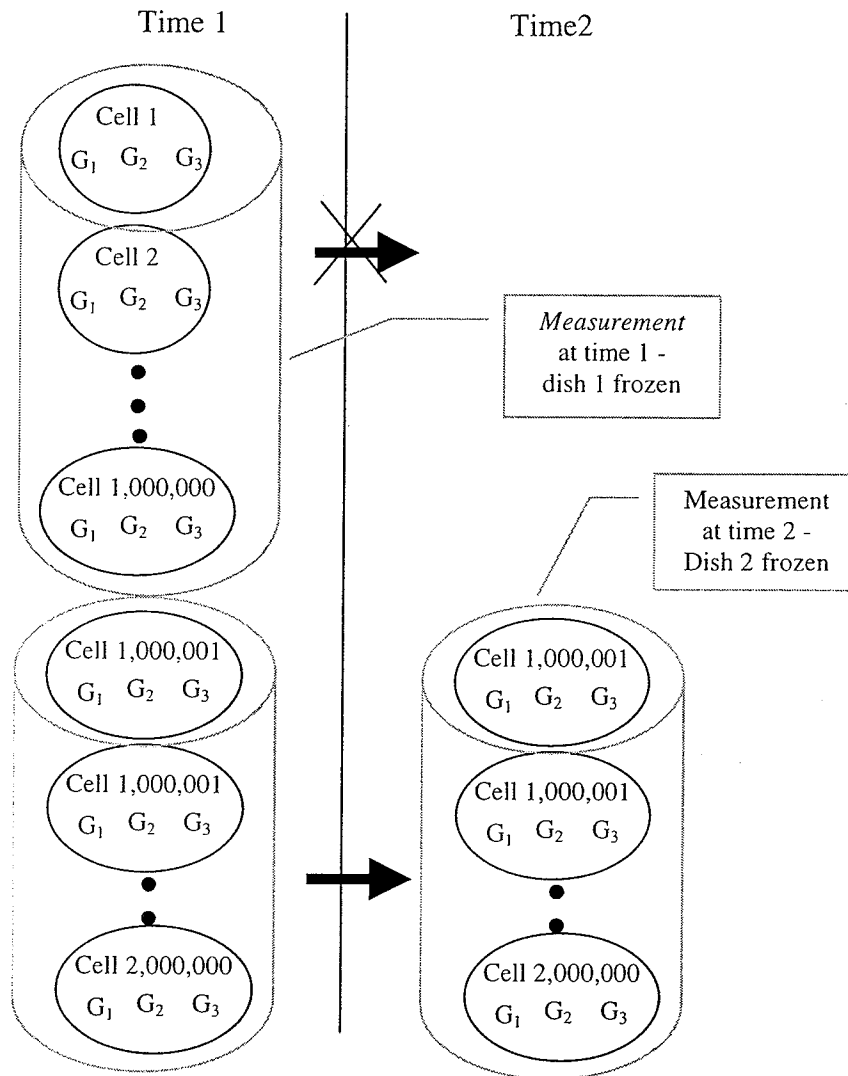 Time 1
Time2
Cell 1
G₁ G₂ G₃
Cell 2
G₁ G₂ G₃
Measurement
at time 1 -
dish 1 frozen
Cell 1,000,000
G₁ G₂ G₃
Measurement
at time 2 -
Dish 2 frozen
Cell 1,000,001
G₁ G₂ G₃
Cell 1,000,001
G₁ G₂ G₃
Cell 2,000,000
G₁ G₂ G₃
Cell 1,000,001
G₁ G₂ G₃
Cell 1,000,001
G₁ G₂ G₃
Cell 2,000,000
G₁ G₂ G₃